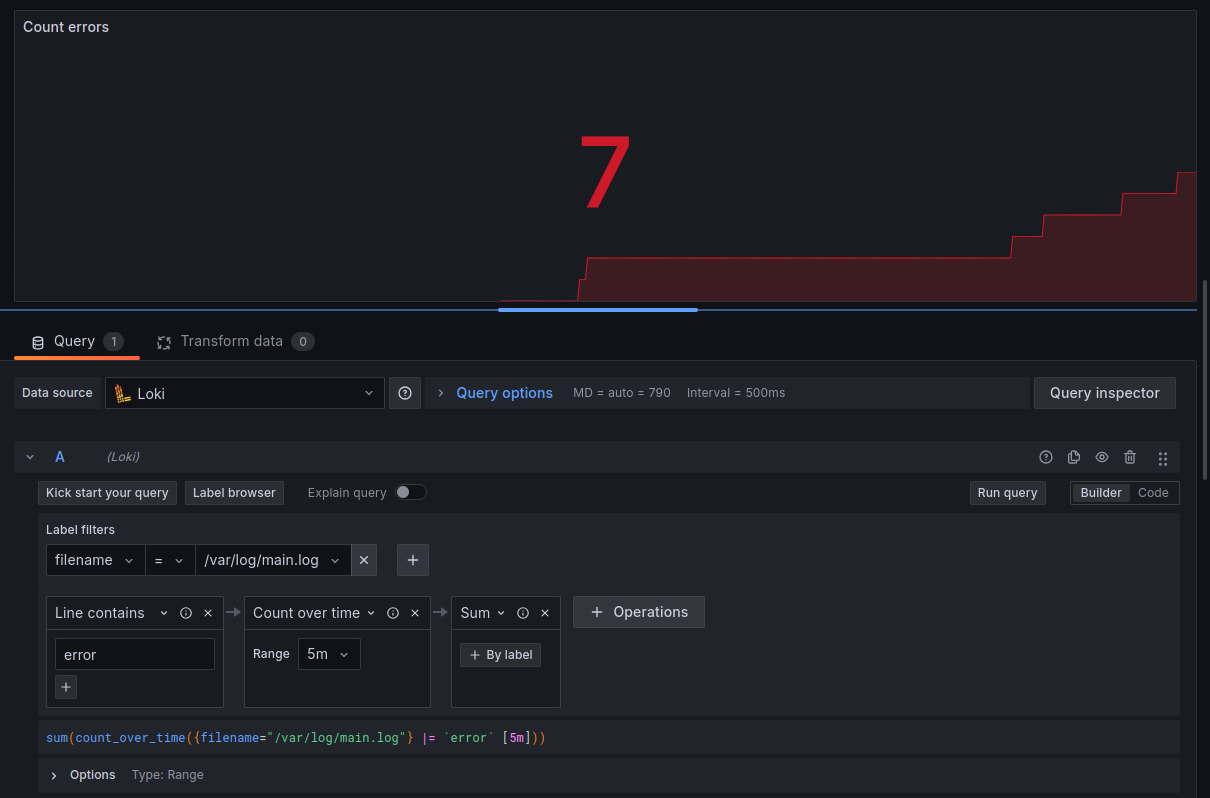 Count errors
7
Query 1 Transform data 0
Data source Loki Query options MD = auto = 790 Interval = 500ms Query inspector
A (Loki)
Kick start your query Label browser Explain query Run query Builder Code
Label filters
filename = /var/log/main.log
Line contains Count over time Sum + Operations
error Range 5m + By label
+
sum(count_over_time({filename="/var/log/main.log"} |= `error` [5m]))
Options Type: Range